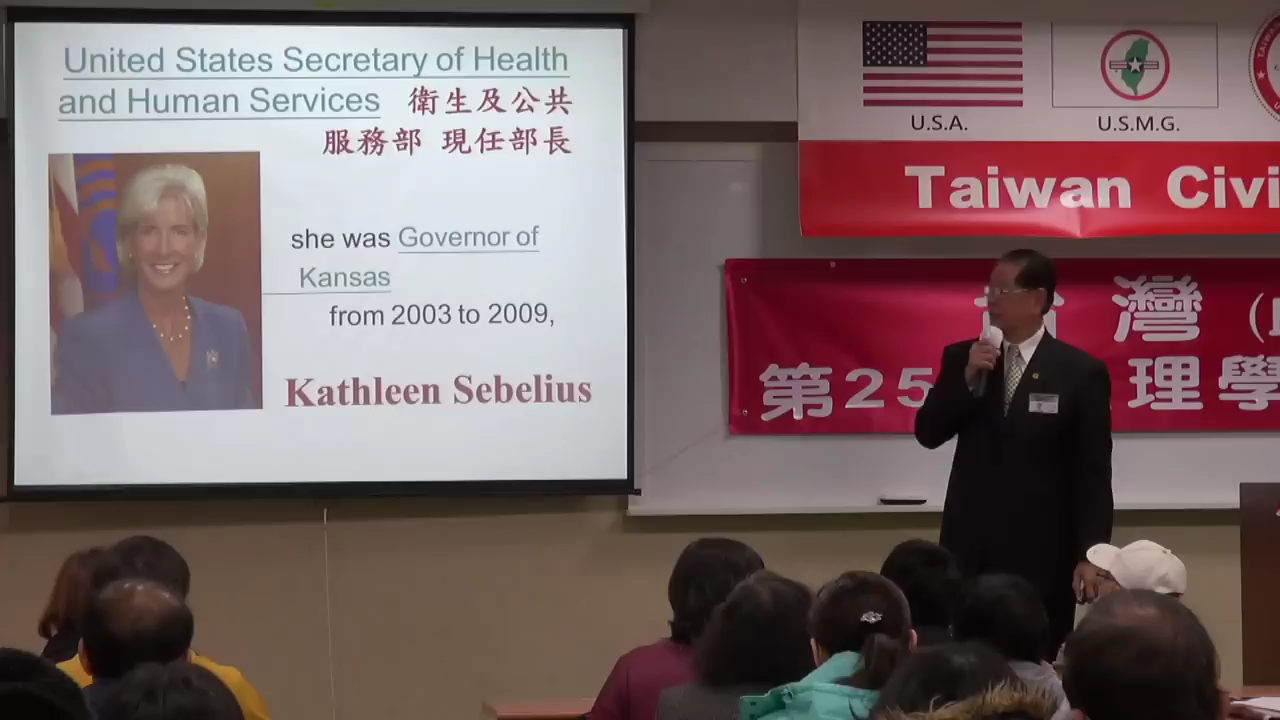 United States Secretary of Health
and Human Services 衛生及公共
服務部 現任部長
she was Governor of
Kansas
from 2003 to 2009,
Kathleen Sebelius
U.S.A.
U.S.M.G.
Taiwan Civi
灣
第25
理學